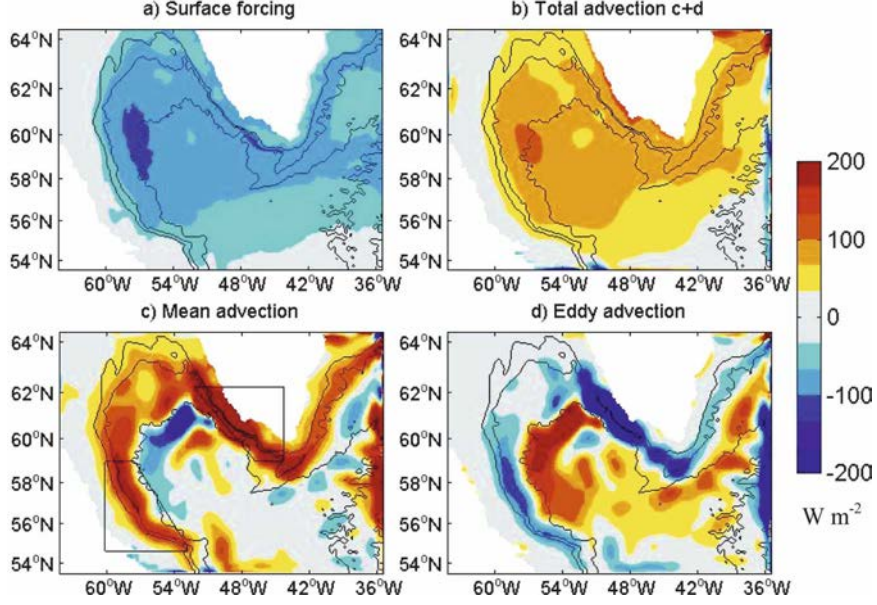 a) Surface forcing
b) Total advection c+d
64°N
62°N
60°N
58°N
56°N
54°N
60°W 54°W 48°W 42°W 36°W
64°N
62°N
60°N
58°N
56°N
54°N
60°W 54°W 48°W 42°W 36°W
c) Mean advection
d) Eddy advection
64°N
62°N
60°N
58°N
56°N
54°N
60°W 54°W 48°W 42°W 36°W
64°N
62°N
60°N
58°N
56°N
54°N
60°W 54°W 48°W 42°W 36°W
200
100
0
-100
-200
W m⁻²